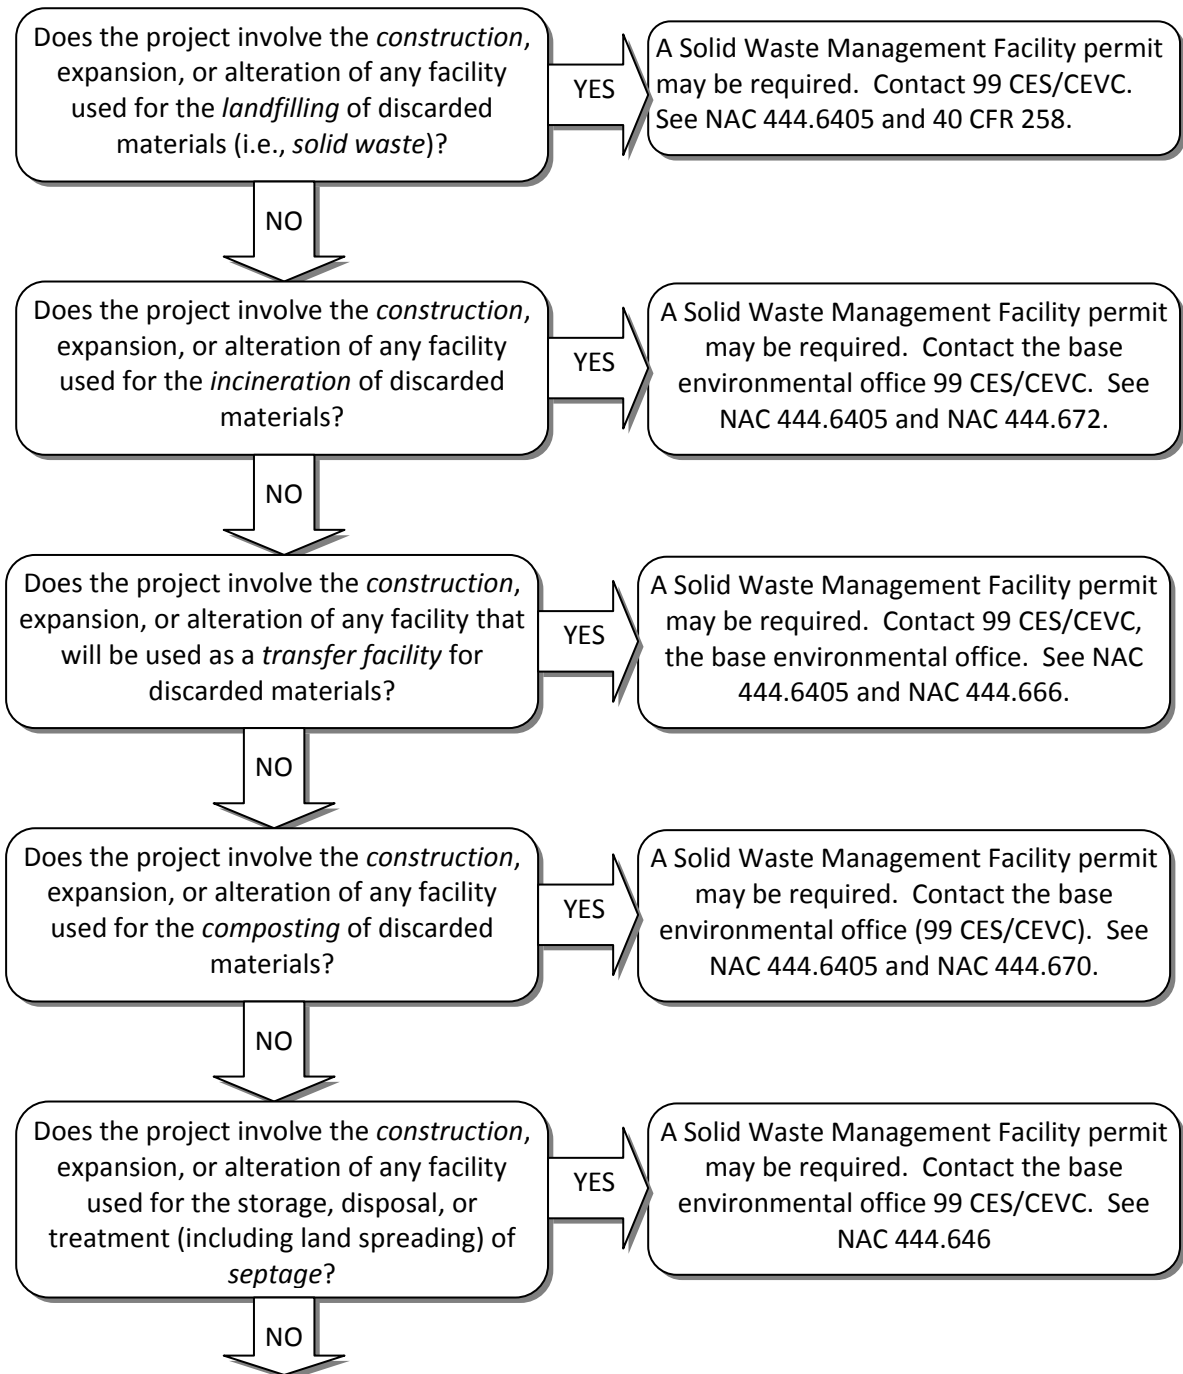 Does the project involve the construction,
expansion, or alteration of any facility
used for the landfilling of discarded
materials (i.e., solid waste)?
YES
A Solid Waste Management Facility permit
may be required.  Contact 99 CES/CEVC.
See NAC 444.6405 and 40 CFR 258.
NO
Does the project involve the construction,
expansion, or alteration of any facility
used for the incineration of discarded
materials?
YES
A Solid Waste Management Facility permit
may be required.  Contact the base
environmental office 99 CES/CEVC.  See
NAC 444.6405 and NAC 444.672.
NO
Does the project involve the construction,
expansion, or alteration of any facility that
will be used as a transfer facility for
discarded materials?
YES
A Solid Waste Management Facility permit
may be required.  Contact 99 CES/CEVC,
the base environmental office.  See NAC
444.6405 and NAC 444.666.
NO
Does the project involve the construction,
expansion, or alteration of any facility
used for the composting of discarded
materials?
YES
A Solid Waste Management Facility permit
may be required.  Contact the base
environmental office (99 CES/CEVC).  See
NAC 444.6405 and NAC 444.670.
NO
Does the project involve the construction,
expansion, or alteration of any facility
used for the storage, disposal, or
treatment (including land spreading) of
septage?
YES
A Solid Waste Management Facility permit
may be required.  Contact the base
environmental office 99 CES/CEVC.  See
NAC 444.646
NO